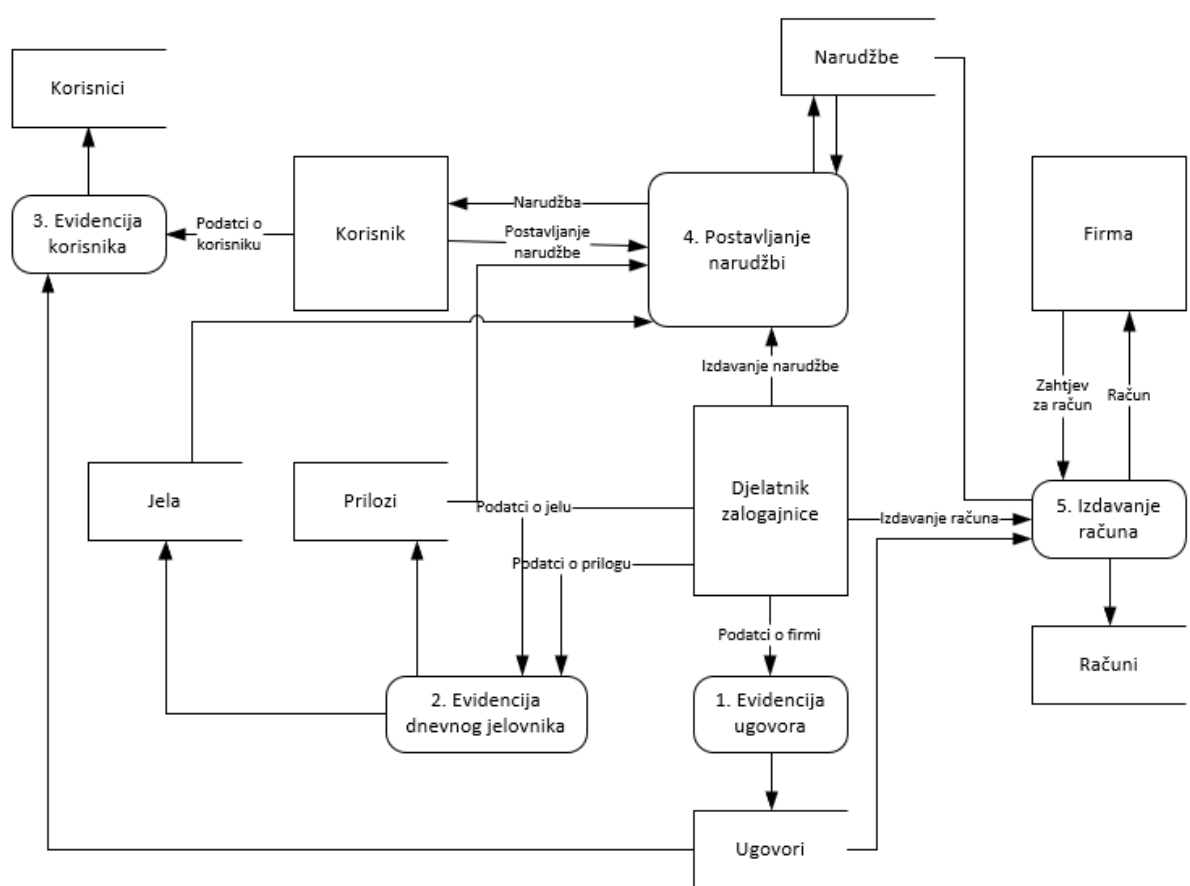 Narudžbe
Korisnici
Korisnik
Firma
3. Evidencija
korisnika
Podatci o
korisniku
Narudžba
Postavljanje
narudžbe
4. Postavljanje
narudžbi
Izdavanje narudžbe
Zahtjev
za račun
Račun
Jela
Prilozi
Podatci o jelu
Djelatnik
zalogajnice
Izdavanje računa
5. Izdavanje
računa
Podatci o prilogu
Podatci o firmi
Računi
2. Evidencija
dnevnog jelovnika
1. Evidencija
ugovora
Ugovori